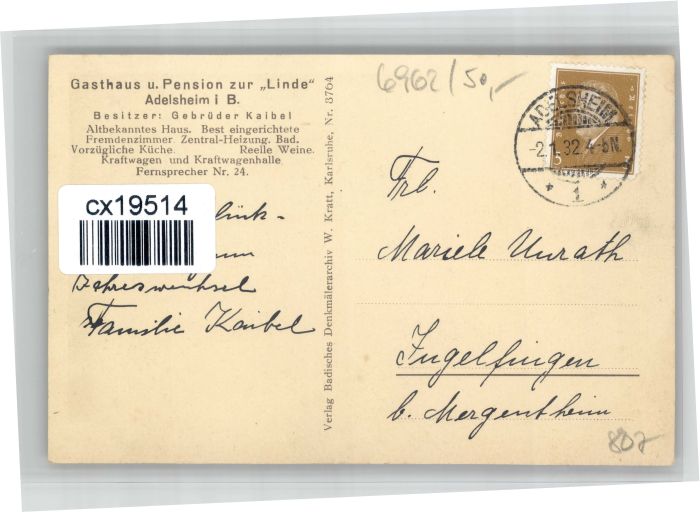 Gasthaus u. Pension zur „Linde"
Adelsheim i B.
Besitzer: Gebrüder Kaibel
Altbekanntes Haus. Best eingerichtete
Fremdenzimmer. Zentral-Heizung. Bad.
Vorzügliche Küche. Reelle Weine.
Kraftwagen und Kraftwagenhalle.
Fernsprecher Nr. 24.
cx19514
Jahreswechsel
Familie Kaibel
Verlag Badisches Denkmälerarchiv W. Kratt, Karlsruhe, Nr. 3764
6962/50,-
ADELSHEIM
-2.1.32.4-5N.
* 1 *
5
Frl.
Mariele Unrath
Ingelfingen
b. Mergentheim
807